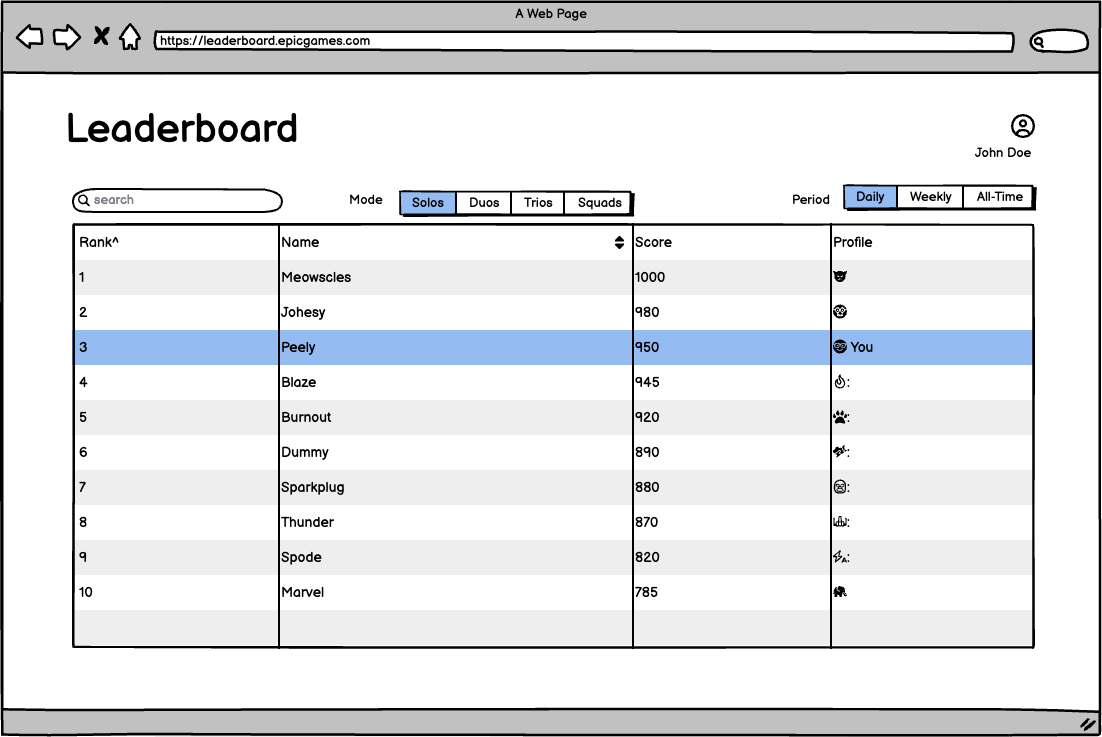 A Web Page
https://leaderboard.epicgames.com
Leaderboard
John Doe
search Mode Solos Duos Trios Squads Period Daily Weekly All-Time
Rank^ Name Score Profile
1 Meowscles 1000
2 Johesy 980
3 Peely 950 You
4 Blaze 945 :
5 Burnout 920 :
6 Dummy 890 :
7 Sparkplug 880 :
8 Thunder 870 :
9 Spode 820 :
10 Marvel 785